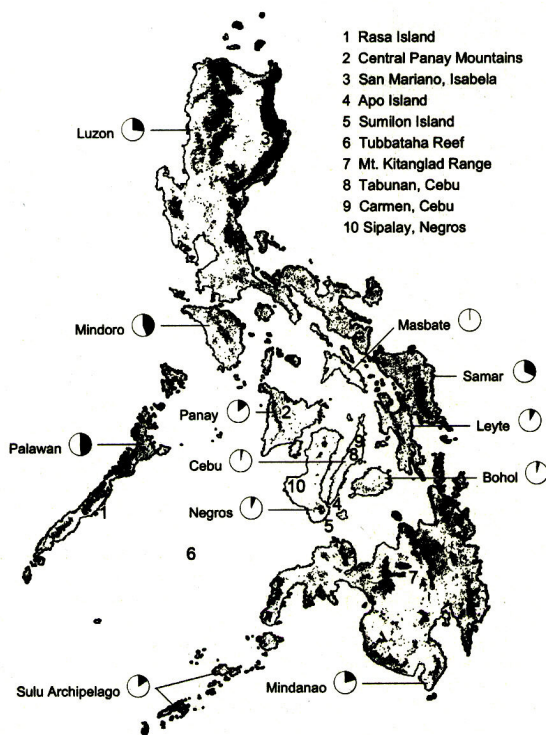 1 Rasa Island
2 Central Panay Mountains
3 San Mariano, Isabela
4 Apo Island
5 Sumilon Island
6 Tubbataha Reef
7 Mt. Kitanglad Range
8 Tabunan, Cebu
9 Carmen, Cebu
10 Sipalay, Negros
Luzon
3
Mindoro
Masbate
Samar
Panay
2
Leyte
Palawan
9
Cebu
8
10
Bohol
Negros
1
4
5
6
7
Sulu Archipelago
Mindanao